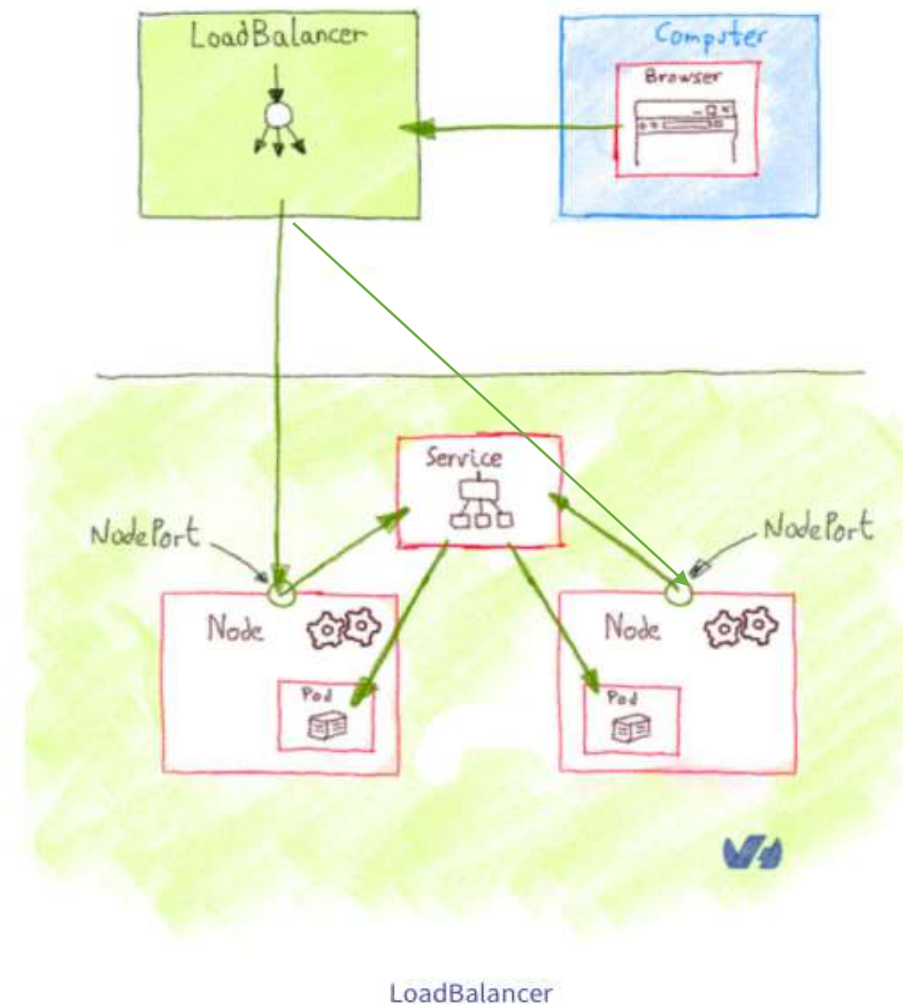 LoadBalancer
Computer
Browser
Service
NodePort
NodePort
Node
Node
Pod
Pod
LoadBalancer